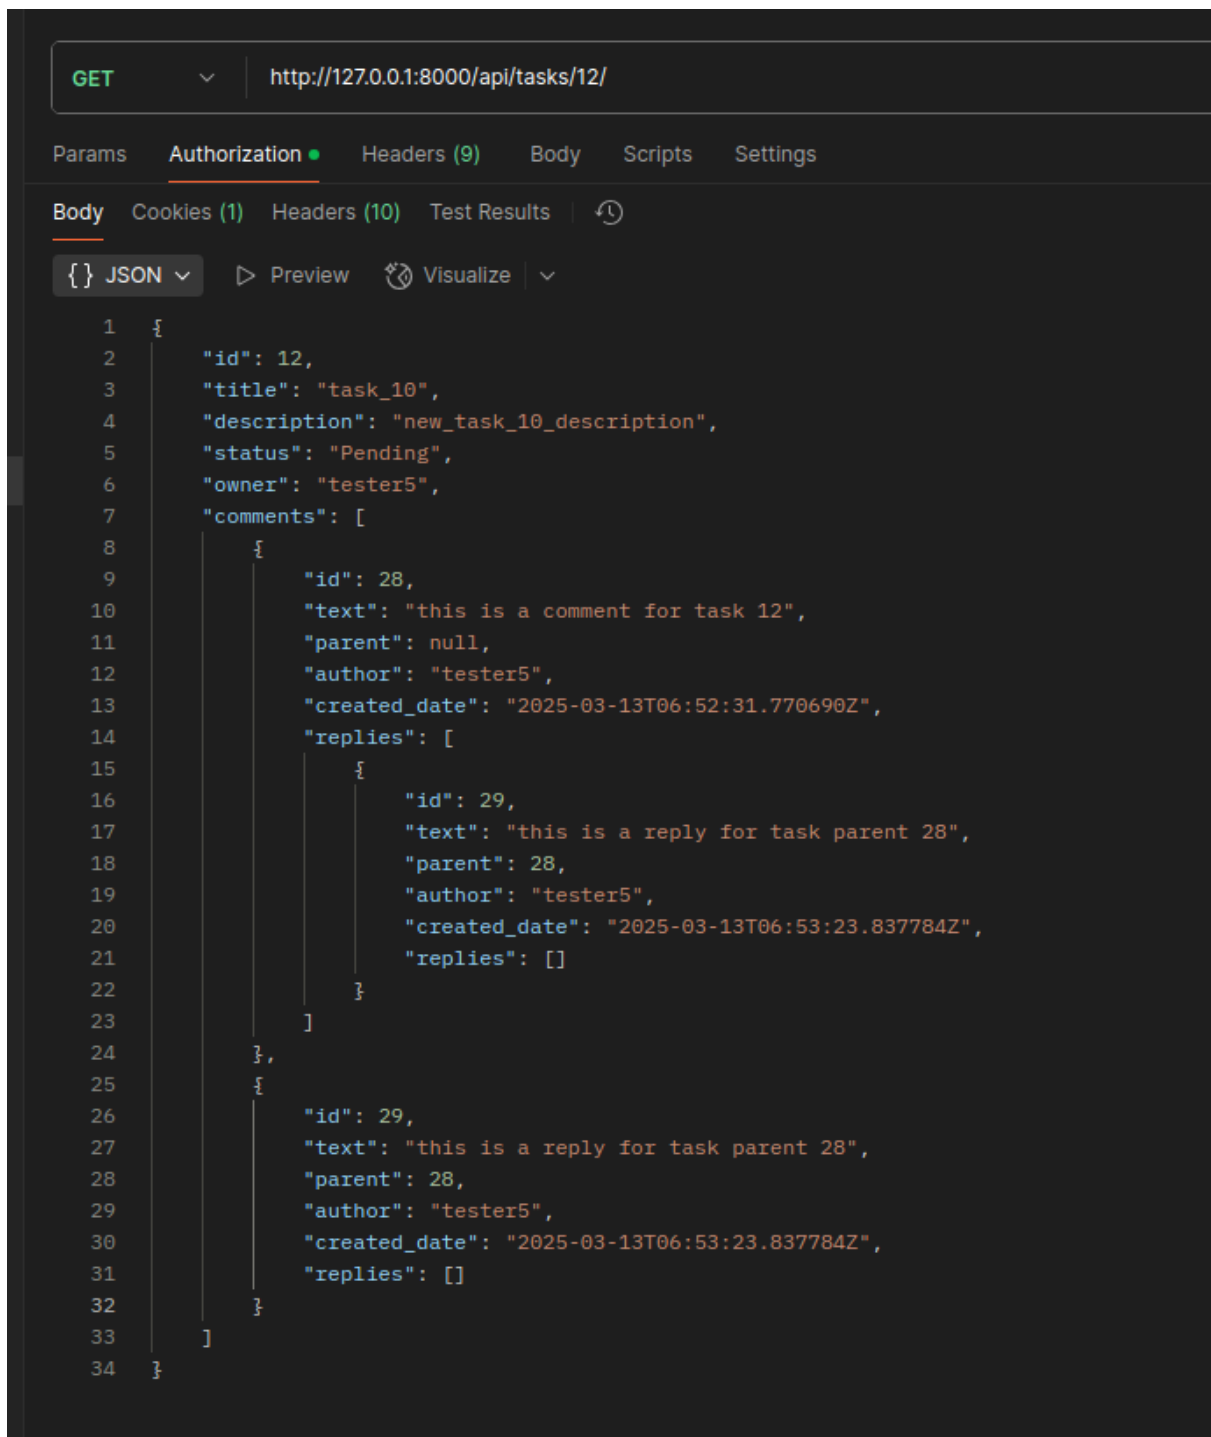 GET http://127.0.0.1:8000/api/tasks/12/
Params Authorization Headers (9) Body Scripts Settings
Body Cookies (1) Headers (10) Test Results
{} JSON Preview Visualize
1 {
2 "id": 12,
3 "title": "task_10",
4 "description": "new_task_10_description",
5 "status": "Pending",
6 "owner": "tester5",
7 "comments": [
8 {
9 "id": 28,
10 "text": "this is a comment for task 12",
11 "parent": null,
12 "author": "tester5",
13 "created_date": "2025-03-13T06:52:31.770690Z",
14 "replies": [
15 {
16 "id": 29,
17 "text": "this is a reply for task parent 28",
18 "parent": 28,
19 "author": "tester5",
20 "created_date": "2025-03-13T06:53:23.837784Z",
21 "replies": []
22 }
23 ]
24 },
25 {
26 "id": 29,
27 "text": "this is a reply for task parent 28",
28 "parent": 28,
29 "author": "tester5",
30 "created_date": "2025-03-13T06:53:23.837784Z",
31 "replies": []
32 }
33 ]
34 }